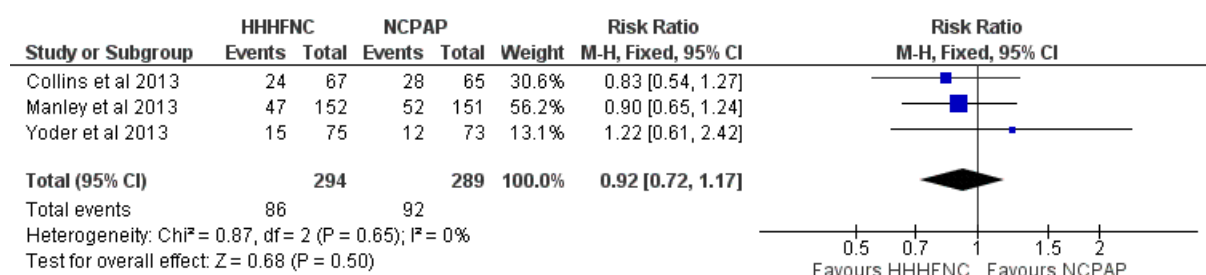 HHHFNC NCPAP Risk Ratio Risk Ratio
Study or Subgroup Events Total Events Total Weight M-H, Fixed, 95% CI M-H, Fixed, 95% CI
Collins et al 2013 24 67 28 65 30.6% 0.83 [0.54, 1.27]
Manley et al 2013 47 152 52 151 56.2% 0.90 [0.65, 1.24]
Yoder et al 2013 15 75 12 73 13.1% 1.22 [0.61, 2.42]
Total (95% CI) 294 289 100.0% 0.92 [0.72, 1.17]
Total events 86 92
Heterogeneity: Chi² = 0.87, df = 2 (P = 0.65); I² = 0%
Test for overall effect: Z = 0.68 (P = 0.50)
0.5 0.7 1 1.5 2
Favours HHHFNC Favours NCPAP